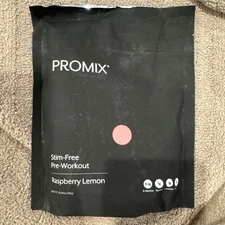 PROMIX®
Stim-Free
Pre-Workout
Raspberry Lemon